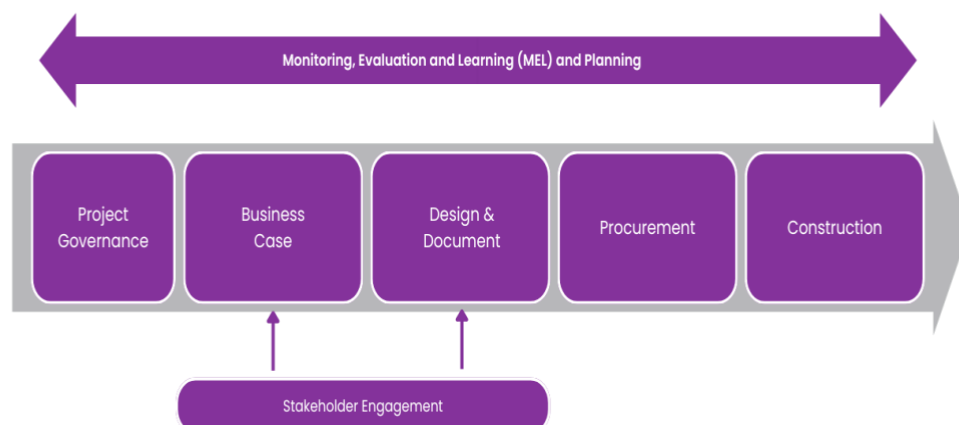 Monitoring, Evaluation and Learning (MEL) and Planning
Project
Governance
Business
Case
Design &
Document
Procurement
Construction
Stakeholder Engagement